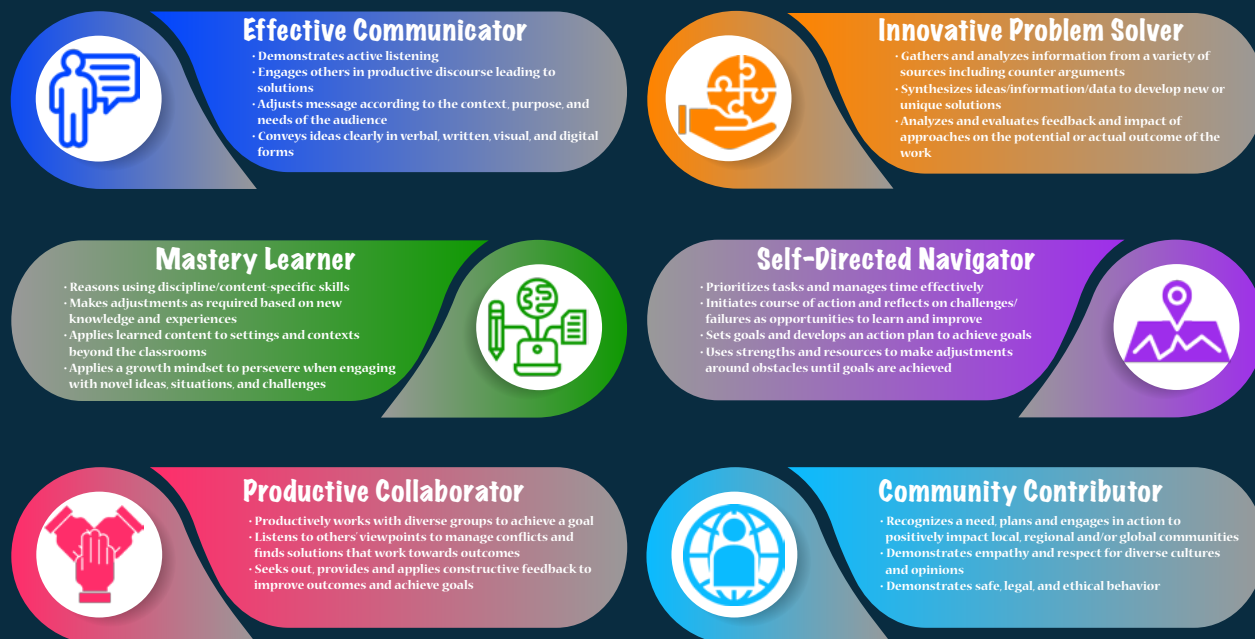 Effective Communicator
· Demonstrates active listening
· Engages others in productive discourse leading to
solutions
· Adjusts message according to the context, purpose, and
needs of the audience
· Conveys ideas clearly in verbal, written, visual, and digital
forms
Innovative Problem Solver
· Gathers and analyzes information from a variety of
sources including counter arguments
· Synthesizes ideas/information/data to develop new or
unique solutions
· Analyzes and evaluates feedback and impact of
approaches on the potential or actual outcome of the
work
Mastery Learner
· Reasons using discipline/content-specific skills
· Makes adjustments as required based on new
knowledge and experiences
· Applies learned content to settings and contexts
beyond the classrooms
· Applies a growth mindset to persevere when engaging
with novel ideas, situations, and challenges
Self-Directed Navigator
· Prioritizes tasks and manages time effectively
· Initiates course of action and reflects on challenges/
failures as opportunities to learn and improve
· Sets goals and develops an action plan to achieve goals
· Uses strengths and resources to make adjustments
around obstacles until goals are achieved
Productive Collaborator
· Productively works with diverse groups to achieve a goal
· Listens to others' viewpoints to manage conflicts and
finds solutions that work towards outcomes
· Seeks out, provides and applies constructive feedback to
improve outcomes and achieve goals
Community Contributor
· Recognizes a need, plans and engages in action to
positively impact local, regional and/or global communities
· Demonstrates empathy and respect for diverse cultures
and opinions
· Demonstrates safe, legal, and ethical behavior